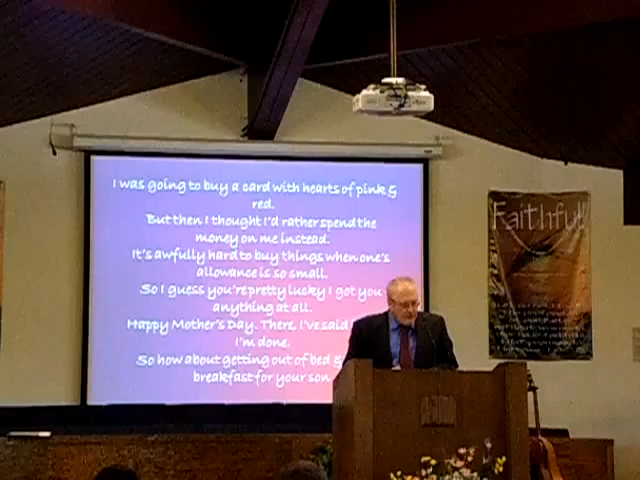 I was going to buy a card with hearts of pink &
red.
But then I thought I'd rather spend the
money on me instead.
It's awfully hard to buy things when one's
allowance is so small.
So I guess you're pretty lucky I got you
anything at all.
Happy Mother's Day. There, I've said
I'm done.
So how about getting out of bed &
breakfast for your son
Faithful